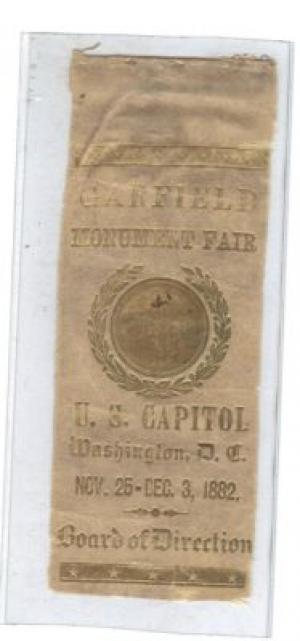 GARFIELD
MONUMENT FAIR
U. S. CAPITOL
Washington, D. C.
NOV. 25 - DEC. 3, 1882.
Board of Direction